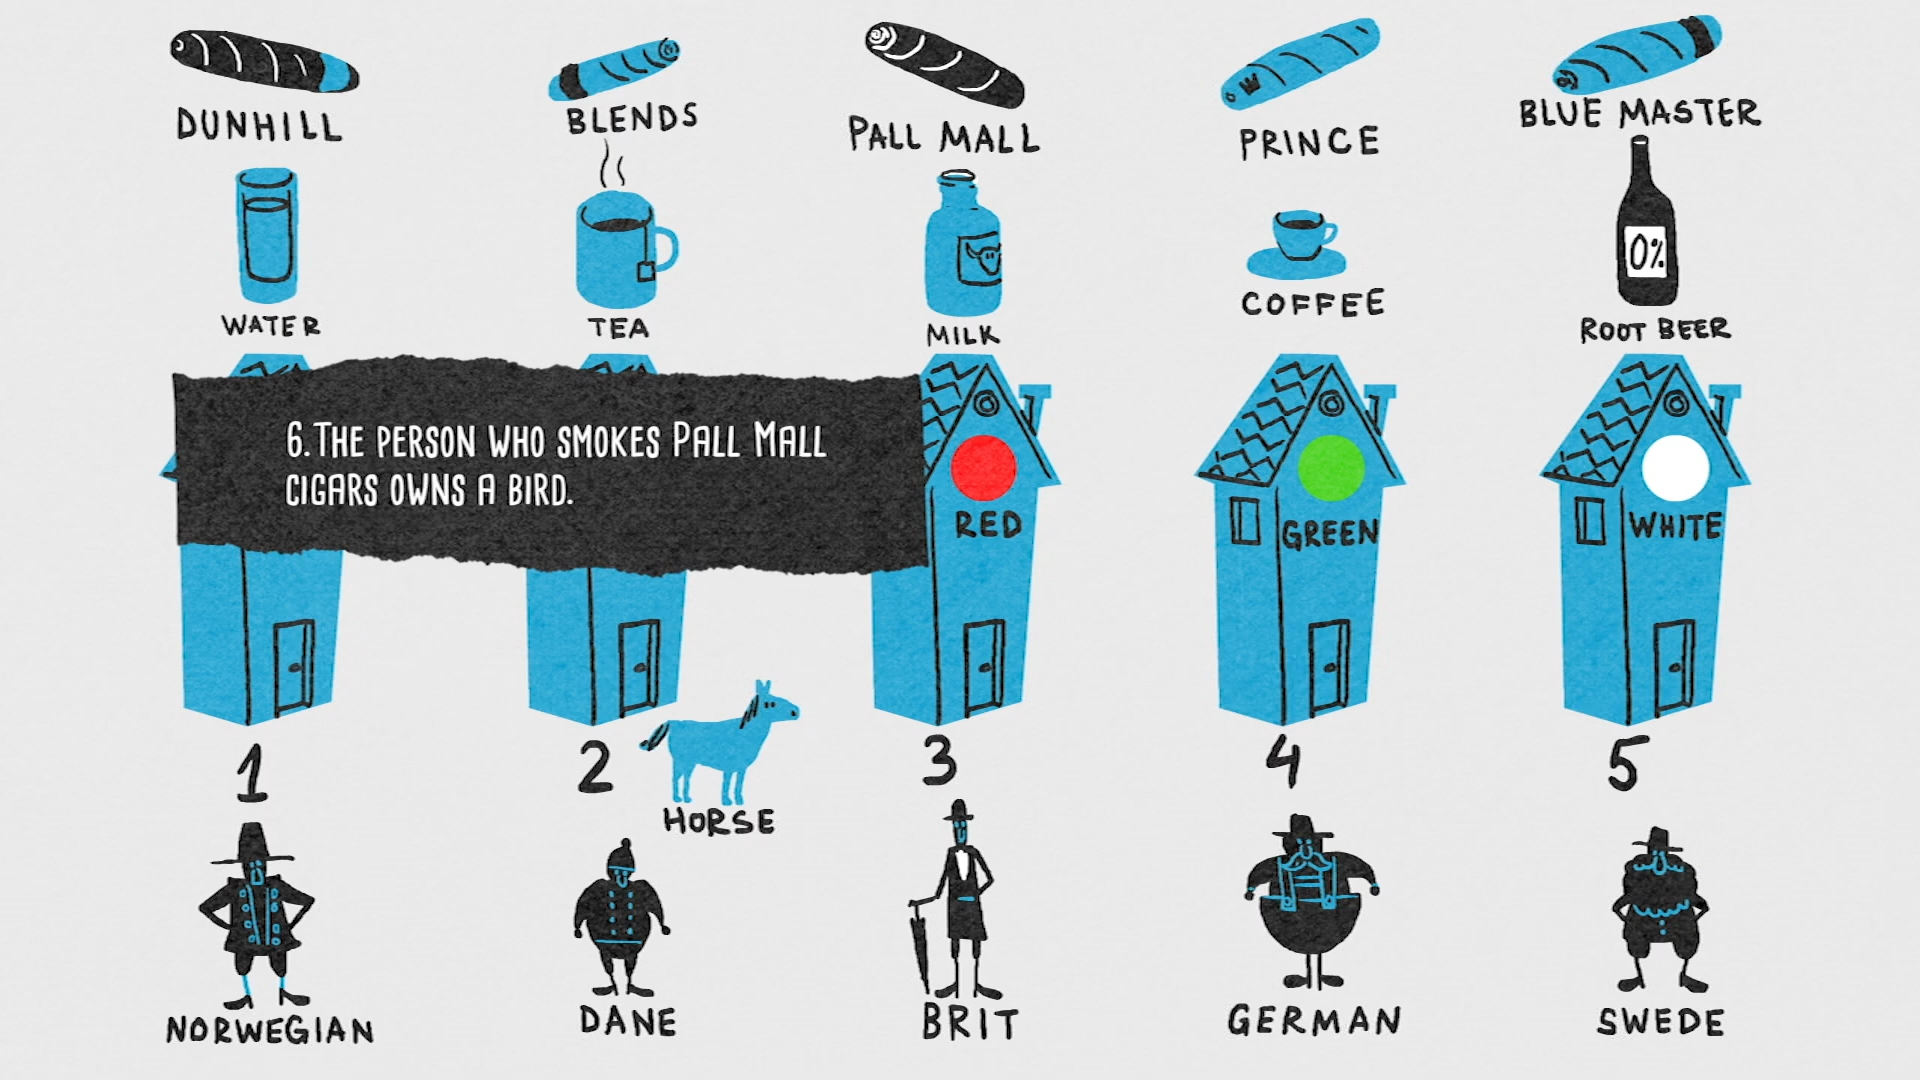 DUNHILL
BLENDS
PALL MALL
PRINCE
BLUE MASTER
WATER
TEA
MILK
COFFEE
0%
ROOT BEER
6. THE PERSON WHO SMOKES PALL MALL
CIGARS OWNS A BIRD.
RED
GREEN
WHITE
1
2
3
4
5
HORSE
NORWEGIAN
DANE
BRIT
GERMAN
SWEDE